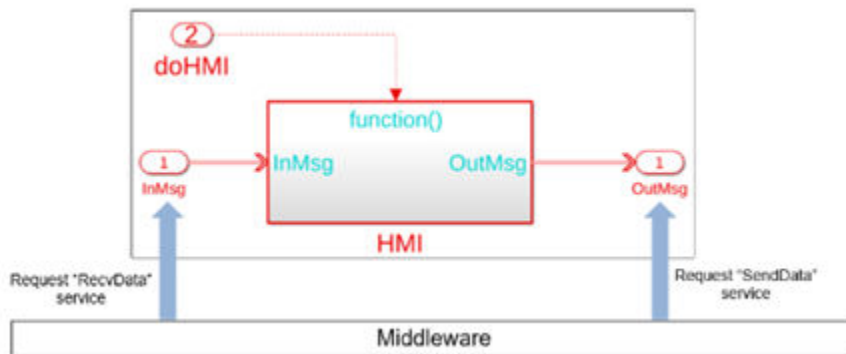 2
doHMI
function()
1
InMsg
InMsg
OutMsg
1
OutMsg
HMI
Request "RecvData"
service
Request "SendData"
service
Middleware